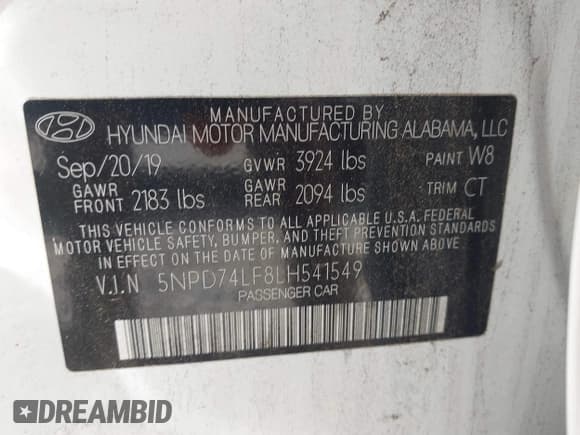 MANUFACTURED BY
HYUNDAI MOTOR MANUFACTURING ALABAMA, LLC
Sep/20/19 GVWR 3924 lbs PAINT W8
GAWR FRONT 2183 lbs GAWR REAR 2094 lbs TRIM CT
THIS VEHICLE CONFORMS TO ALL APPLICABLE U.S.A. FEDERAL
MOTOR VEHICLE SAFETY, BUMPER, AND THEFT PREVENTION STANDARDS
IN EFFECT ON THE DATE OF MANUFACTURE SHOWN ABOVE.
V.I.N 5NPD74LF8LH541549
PASSENGER CAR
DREAMBID